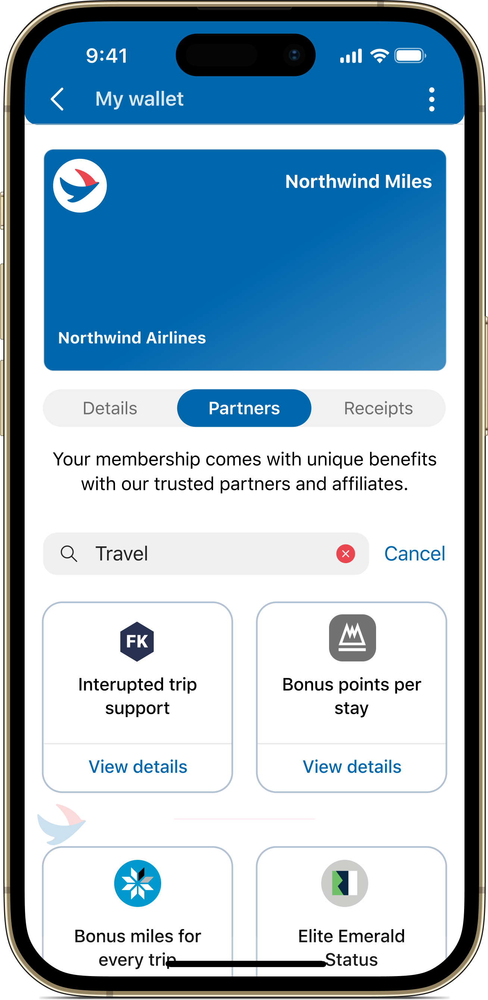 9:41
My wallet
Northwind Miles
Northwind Airlines
Details
Partners
Receipts
Your membership comes with unique benefits
with our trusted partners and affiliates.
Travel
Cancel
FK
Interupted trip
support
View details
Bonus points per
stay
View details
Bonus miles for
every trip
Elite Emerald
Status